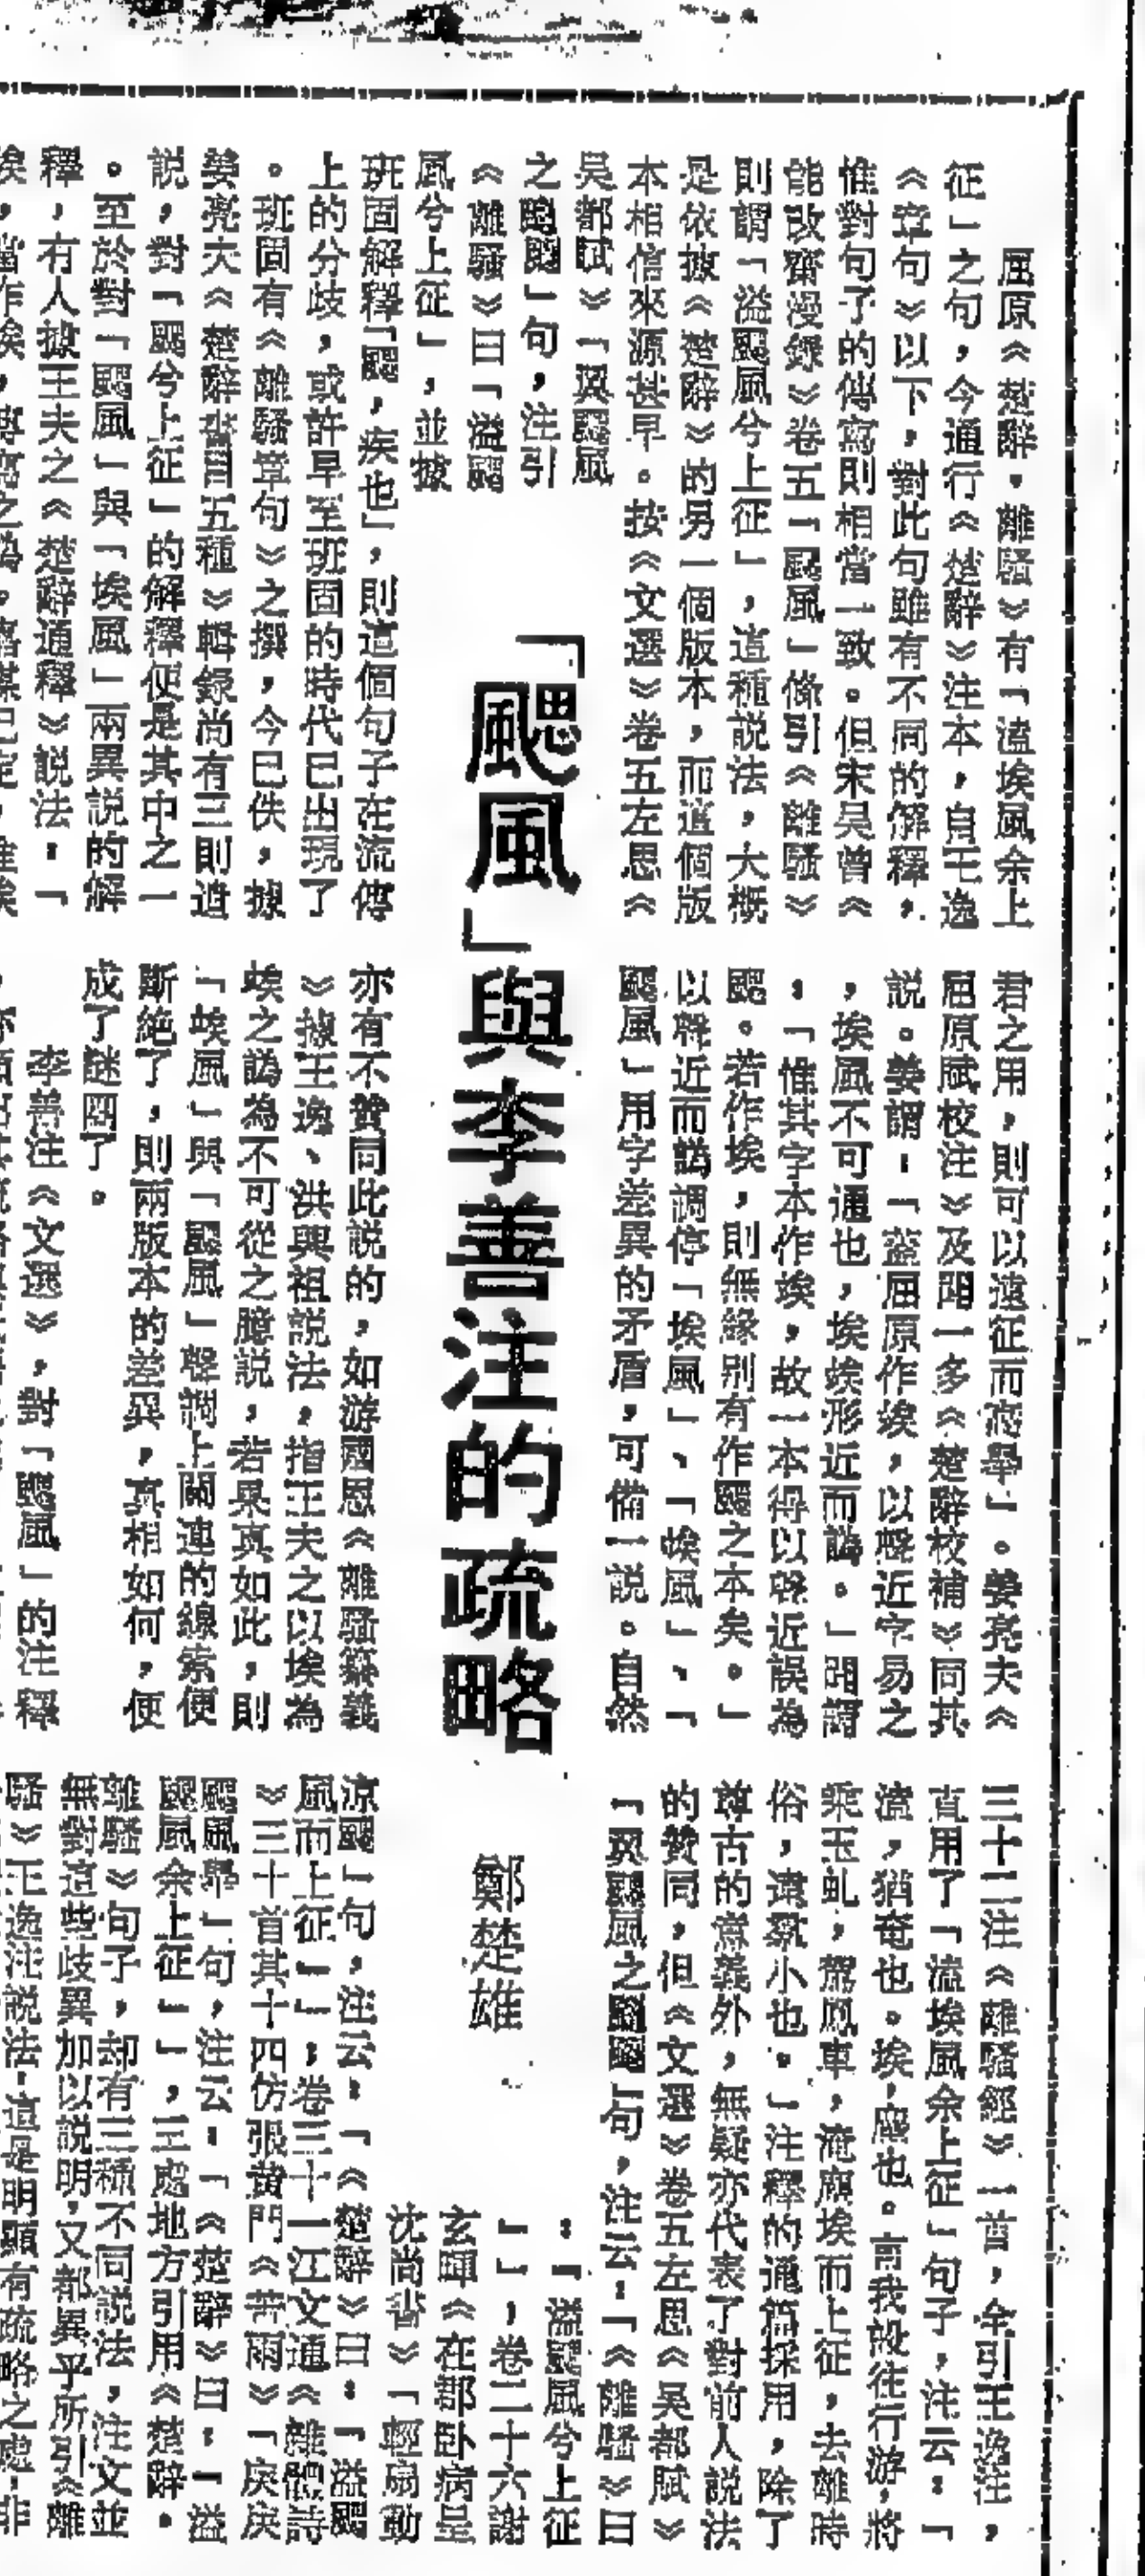 「颸風」與李善注的疏略
鄭楚雄
屈原《楚辭·離騷》有「溘埃風余上
征」之句，今通行《楚辭》注本，自王逸
《章句》以下，對此句雖有不同的解釋，
惟對句子的傳寫則相當一致。但宋吳曾《
能改齋漫錄》卷五「颸風」條引《離騷》
則謂「溢颸風兮上征」，這種説法，大概
是依據《楚辭》的另一個版本，而這個版
本相信來源甚早。按《文選》卷五左思《
吳都賦》「翼颸風
之颸颸」句，注引
《離騷》曰「溢颸
風兮上征」，並據
班固解釋「颸，疾也」，則這個句子在流傳
上的分歧，或許早至班固的時代已出現了
。班固有《離騷章句》之撰，今已佚，據
姜亮夫《楚辭書目五種》輯錄尚有三則遺
説，對「颸兮上征」的解釋便是其中之一
。至於對「颸風」與「埃風」兩異説的解
釋，有人據王夫之《楚辭通釋》説法：「
君之用，則可以遠征而高舉」。姜亮夫《
屈原賦校注》及聞一多《楚辭校補》同其
説。姜謂：「蓋屈原作竢，以聲近字易之
，埃風不可通也，埃竢形近而譌。」聞謂
：「惟其字本作竢，故一本得以聲近誤為
颸。若作埃，則無緣別有作颸之本矣。」
以聲近而譌調停「埃風」、「竢風」、「
颸風」用字差異的矛盾，可備一説。自然
亦有不贊同此説的，如游國恩《離騷纂義
》據王逸、洪興祖説法，指王夫之以埃為
竢之譌為不可從之臆説，若果真如此，則
「竢風」與「颸風」聲調上關連的線索便
斷絕了，則兩版本的差異，真相如何，便
成了謎團了。
李善注《文選》，對「颸風」的注釋
三十二注《離騷經》一首，全引王逸注，
直用了「溘埃風余上征」句子，注云：「
溘，猶奄也。埃，塵也。言我設往行游，將
乘玉虬，駕鳳車，淹塵埃而上征，去離時
俗，遠羣小也。」注釋的通篇採用，除了
尊古的意義外，無疑亦代表了對前人説法
的贊同，但《文選》卷五左思《吳都賦》
「翼颸風之颸颸」句，注云：「《離騷》曰
：「溢颸風兮上征
」」，卷二十六謝
玄暉《在郡卧病呈
沈尚書》「輕扇動
涼颸」句，注云：「《楚辭》曰：「溢颸
風而上征」」；卷三十一江文通《雜體詩
》三十首其十四仿張黃門《苦雨》「戾戾
颸風舉」句，注云：「《楚辭》曰：「溢
颸風余上征」」，三處地方引用《楚辭·
離騷》句子，却有三種不同説法，注文並
無對這些歧異加以説明，又都異乎所引《離
騷》王逸注説法，這是明顯有疏略之處，非